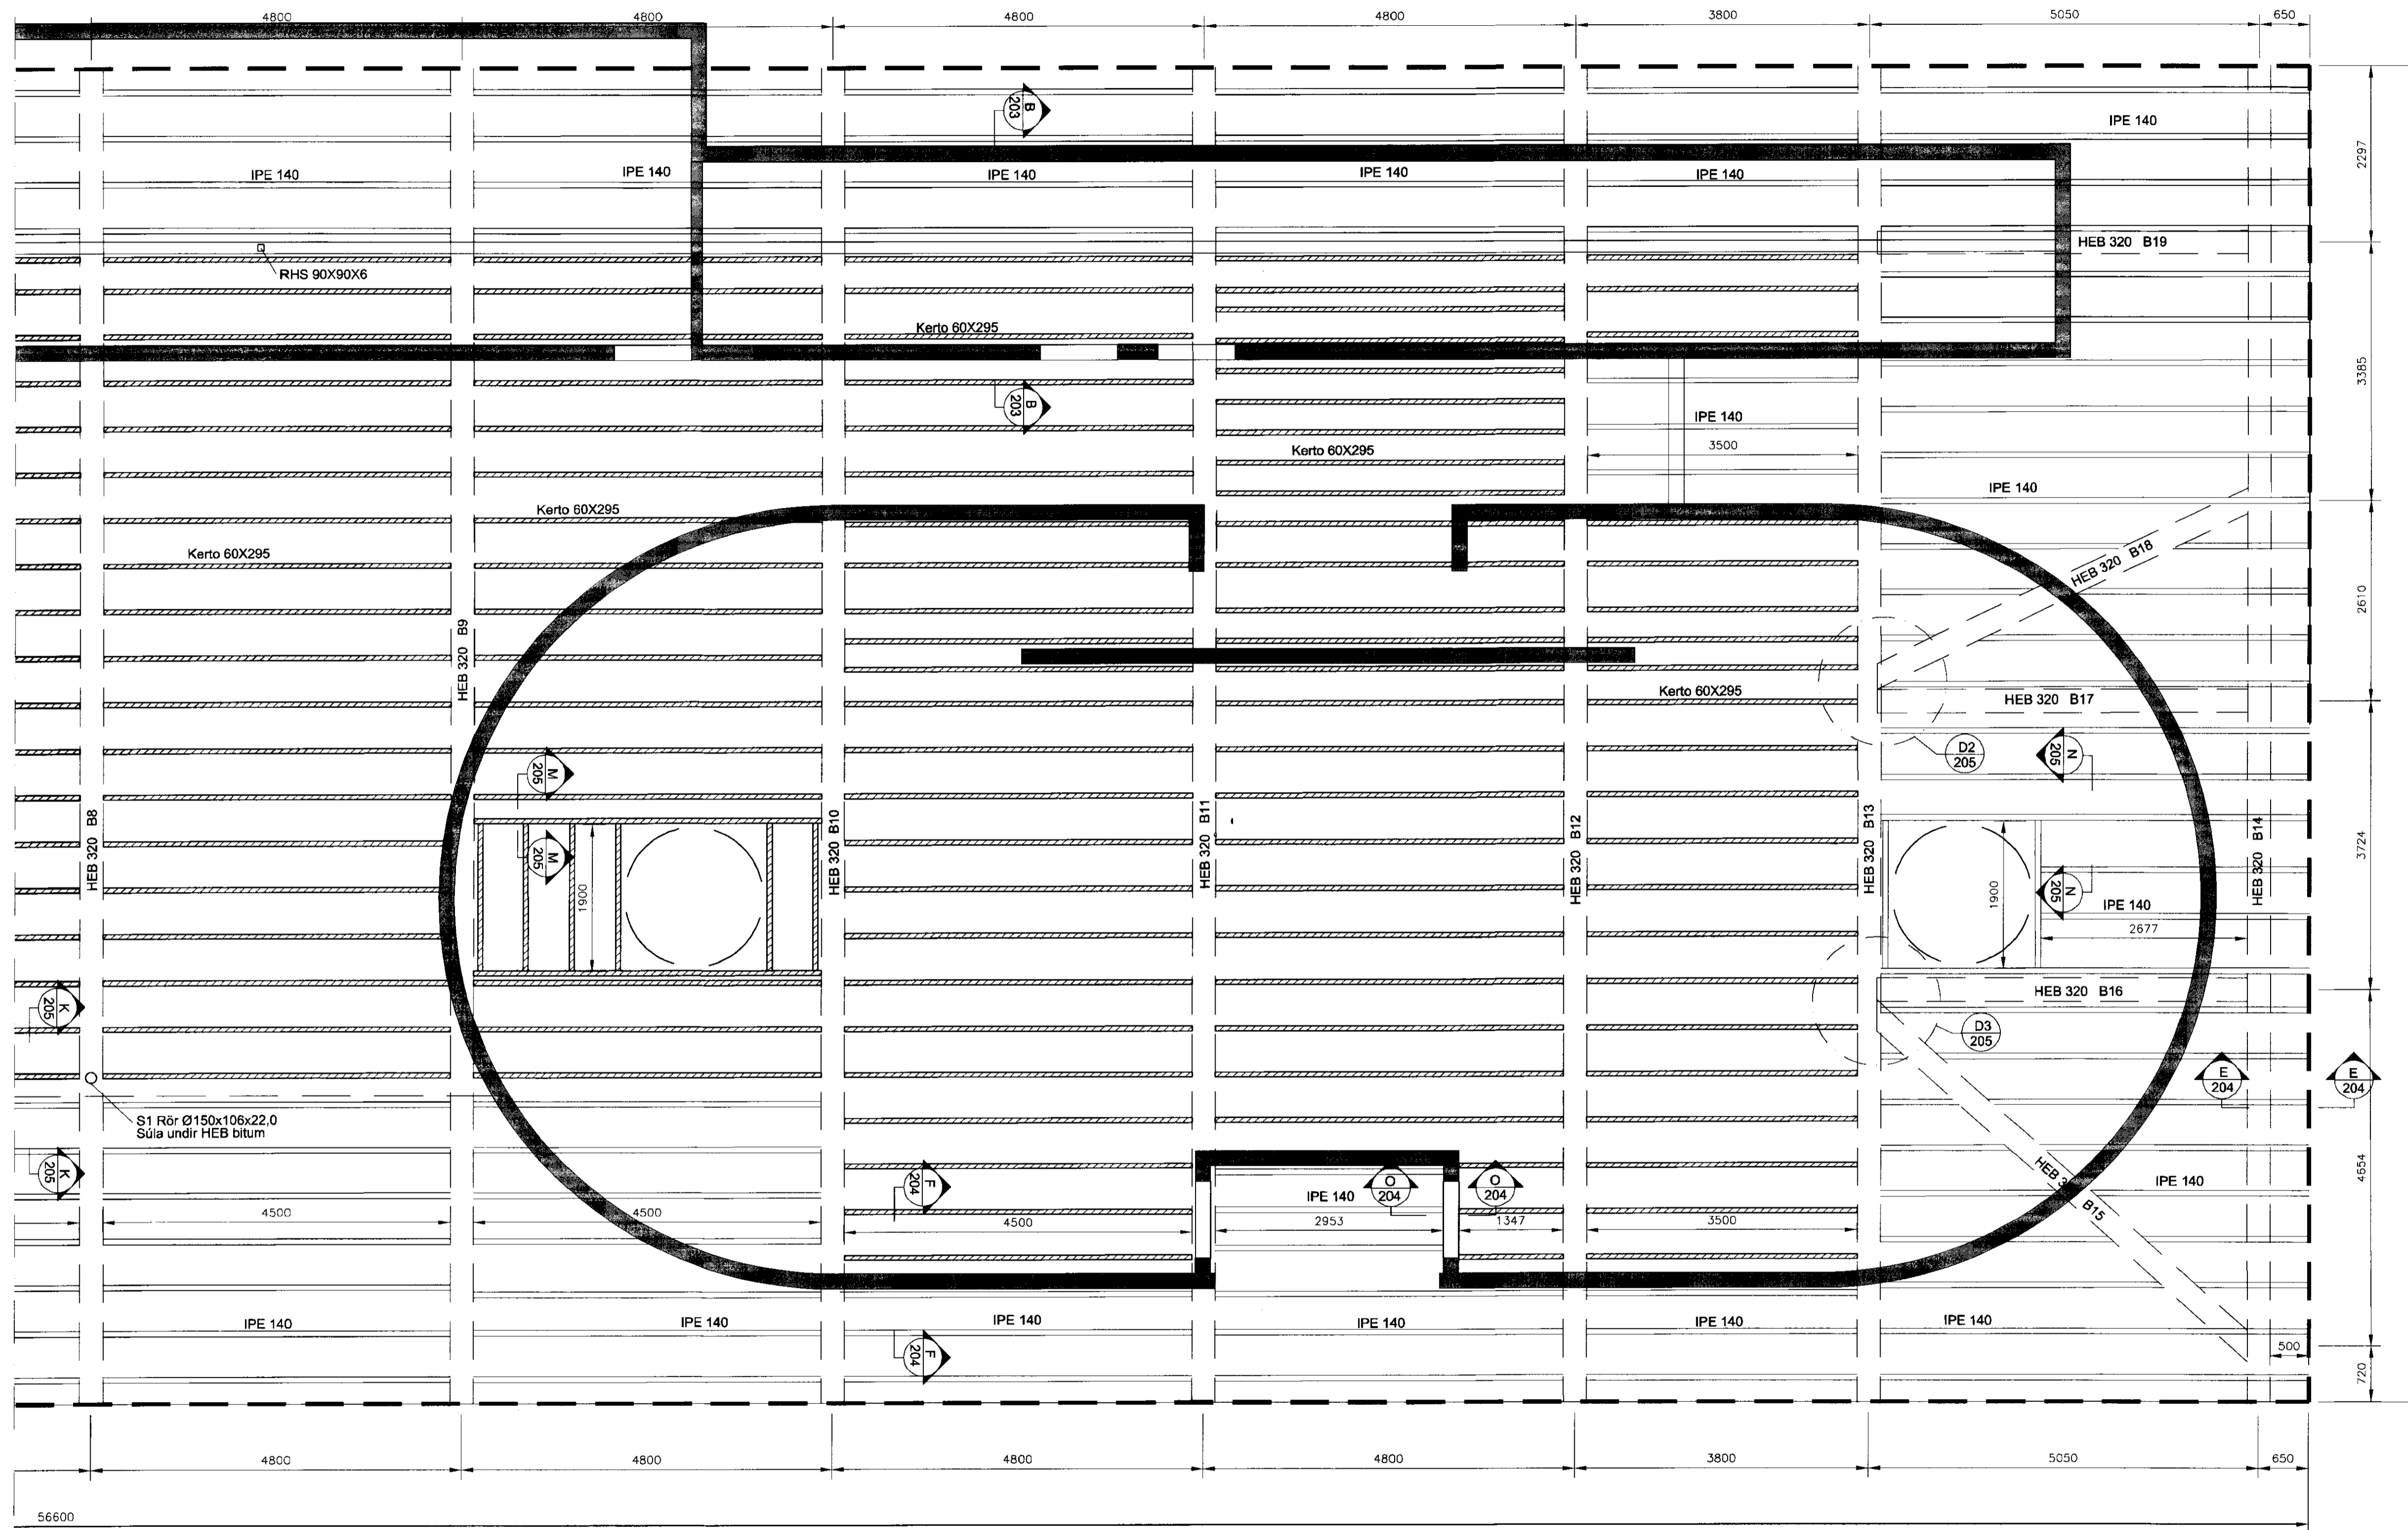 4800
4800
4800
4800
3800
5050
650
B
203
IPE 140
2297
IPE 140
IPE 140
IPE 140
IPE 140
IPE 140
HEB 320 B19
RHS 90X90X6
Kerto 60X295
3385
B
203
IPE 140
3500
Kerto 60X295
IPE 140
Kerto 60X295
Kerto 60X295
HEB 320 B18
2610
HEB 320 B9
Kerto 60X295
HEB 320 B17
D2
205
N
205
M
205
HEB 320 B8
M
205
1900
HEB 320 B10
HEB 320 B11
HEB 320 B12
HEB 320 B13
1900
N
205
IPE 140
2677
HEB 320 B14
3724
K
205
HEB 320 B16
D3
205
E
204
E
204
S1 Rör Ø150x106x22,0
Súla undir HEB bitum
K
205
F
204
IPE 140
O
204
O
204
HEB 3
B15
IPE 140
4654
4500
4500
4500
2953
1347
3500
IPE 140
IPE 140
IPE 140
IPE 140
IPE 140
IPE 140
F
204
500
720
4800
4800
4800
4800
3800
5050
650
56600